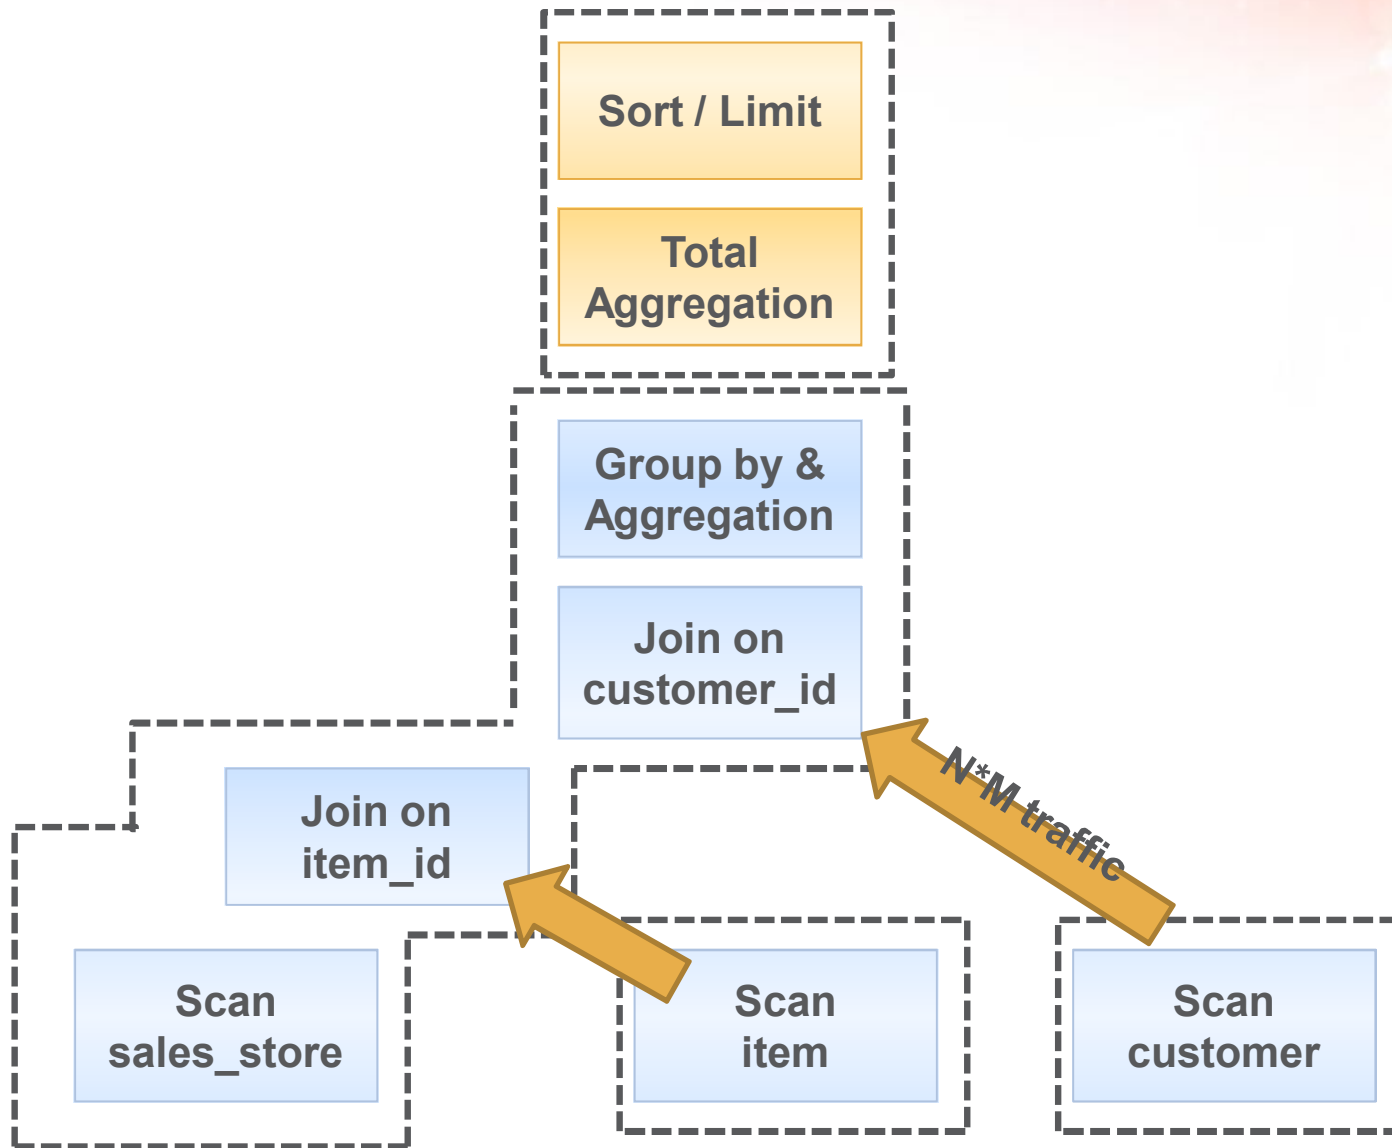 Sort / Limit
Total
Aggregation
Group by &
Aggregation
Join on
customer_id
N*M traffic
Join on
item_id
Scan
sales_store
Scan
item
Scan
customer